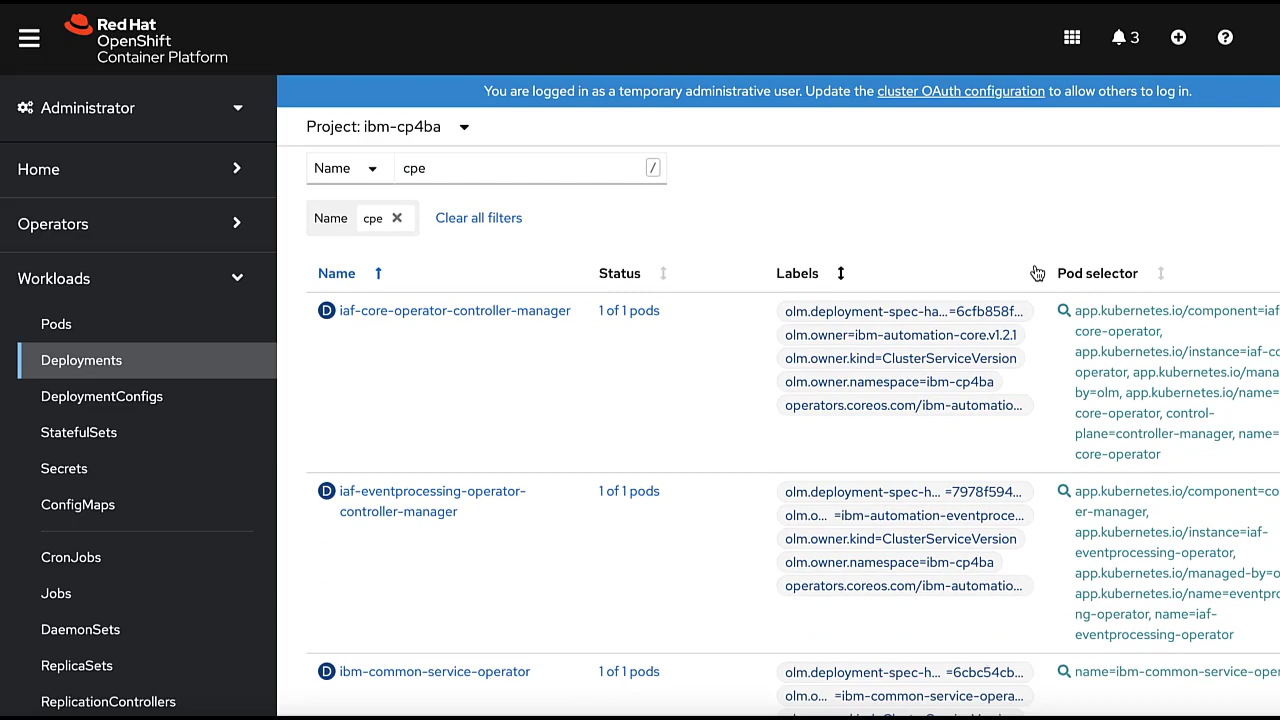 Red Hat
OpenShift
Container Platform
3
Administrator
You are logged in as a temporary administrative user. Update the cluster OAuth configuration to allow others to log in.
Project: ibm-cp4ba
Name
cpe
/
Name
cpe
Clear all filters
Home
Operators
Workloads
Pods
Deployments
DeploymentConfigs
StatefulSets
Secrets
ConfigMaps
CronJobs
Jobs
DaemonSets
ReplicaSets
ReplicationControllers
Name
Status
Labels
Pod selector
D
iaf-core-operator-controller-manager
1 of 1 pods
olm.deployment-spec-ha...=6cfb858f...
olm.owner=ibm-automation-core.v1.2.1
olm.owner.kind=ClusterServiceVersion
olm.owner.namespace=ibm-cp4ba
operators.coreos.com/ibm-automatio...
app.kubernetes.io/component=iaf
core-operator,
app.kubernetes.io/instance=iaf-co
operator, app.kubernetes.io/mana
by=olm, app.kubernetes.io/name=
core-operator, control-
plane=controller-manager, name=
core-operator
D
iaf-eventprocessing-operator-
controller-manager
1 of 1 pods
olm.deployment-spec-h... =7978f594...
olm.o... =ibm-automation-eventproce...
olm.owner.kind=ClusterServiceVersion
olm.owner.namespace=ibm-cp4ba
operators.coreos.com/ibm-automatio...
app.kubernetes.io/component=co
er-manager,
app.kubernetes.io/instance=iaf-
eventprocessing-operator,
app.kubernetes.io/managed-by=o
app.kubernetes.io/name=eventpro
ng-operator, name=iaf-
eventprocessing-operator
D
ibm-common-service-operator
1 of 1 pods
olm.deployment-spec-h... =6cbc54cb...
olm.o... =ibm-common-service-opera...
name=ibm-common-service-oper